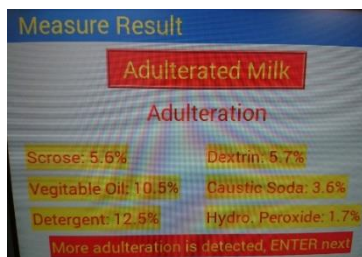 Measure Result
Adulterated Milk
Adulteration
Scrose: 5.6% Dextrin: 5.7%
Vegitable Oil: 10.5% Caustic Soda: 3.6%
Detergent: 12.5% Hydro. Peroxide: 1.7%
More adulteration is detected, ENTER next